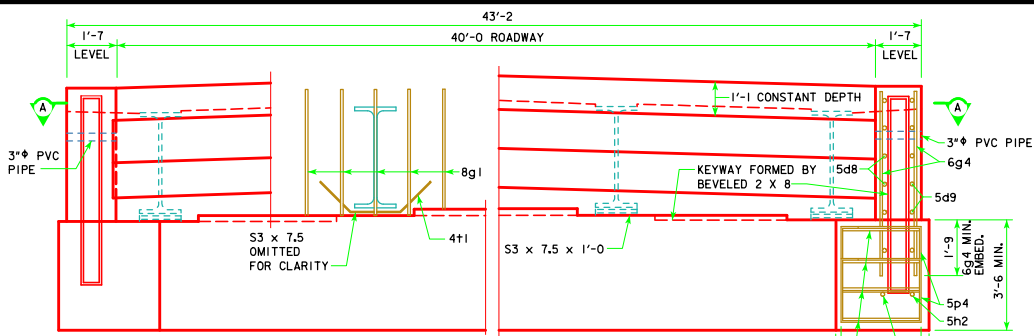 43'-2
1'-7
LEVEL
40'-0 ROADWAY
1'-7
LEVEL
A
1'-1 CONSTANT DEPTH
A
3"ϕ PVC
PIPE
3"ϕ PVC PIPE
8g1
KEYWAY FORMED BY
BEVELED 2 X 8
5d8
6g4
5d9
4t1
S3 x 7.5
OMITTED
FOR CLARITY
S3 x 7.5 x 1'-0
1'-9
6g4 MIN.
EMBED.
3'-6 MIN.
5p4
5h2